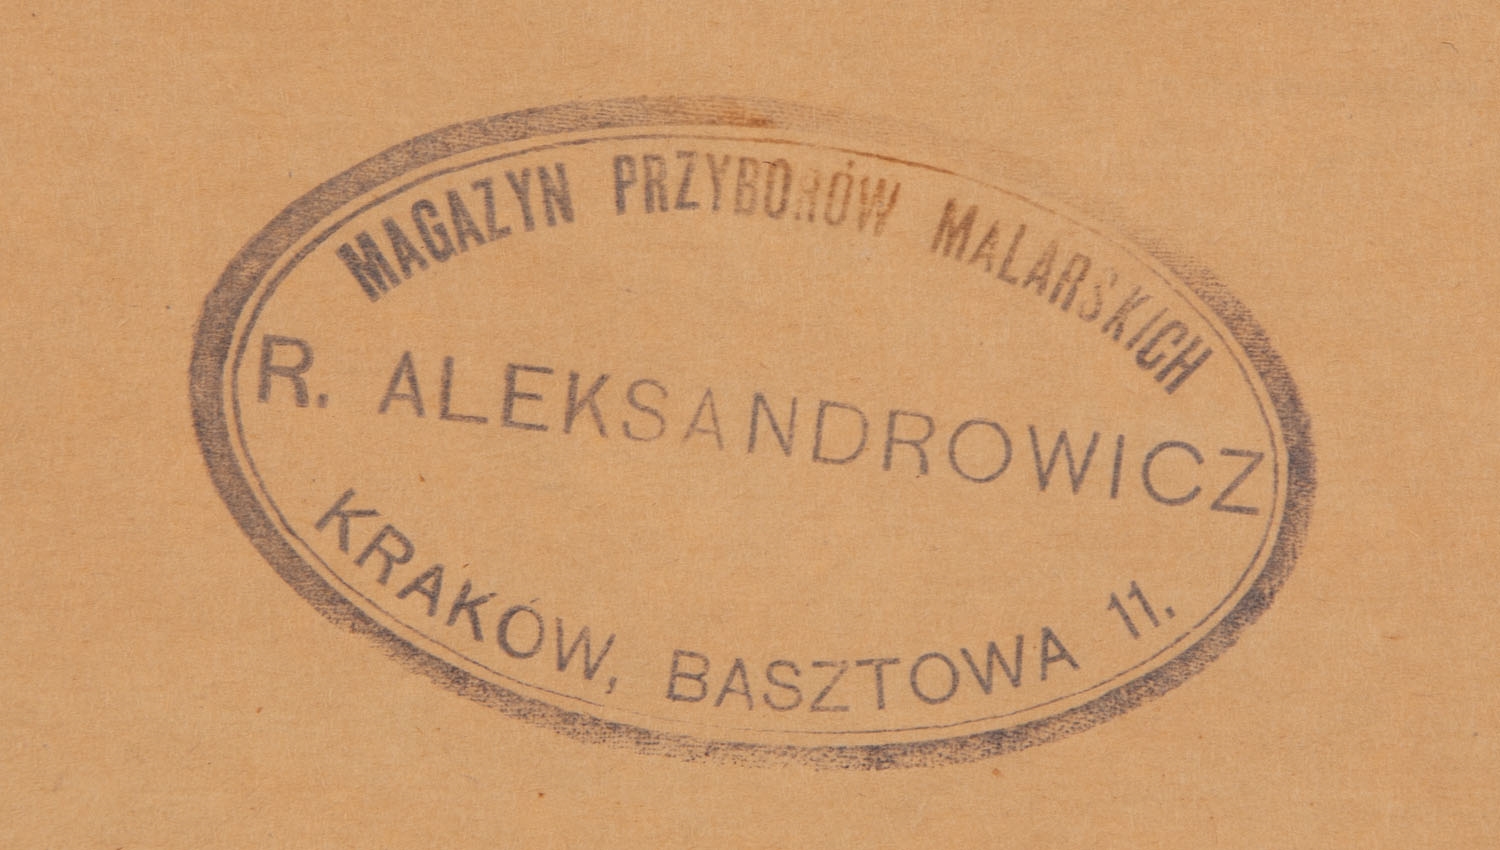 MAGAZYN PRZYBORÓW MALARSKICH
R. ALEKSANDROWICZ
KRAKÓW, BASZTOWA 11.